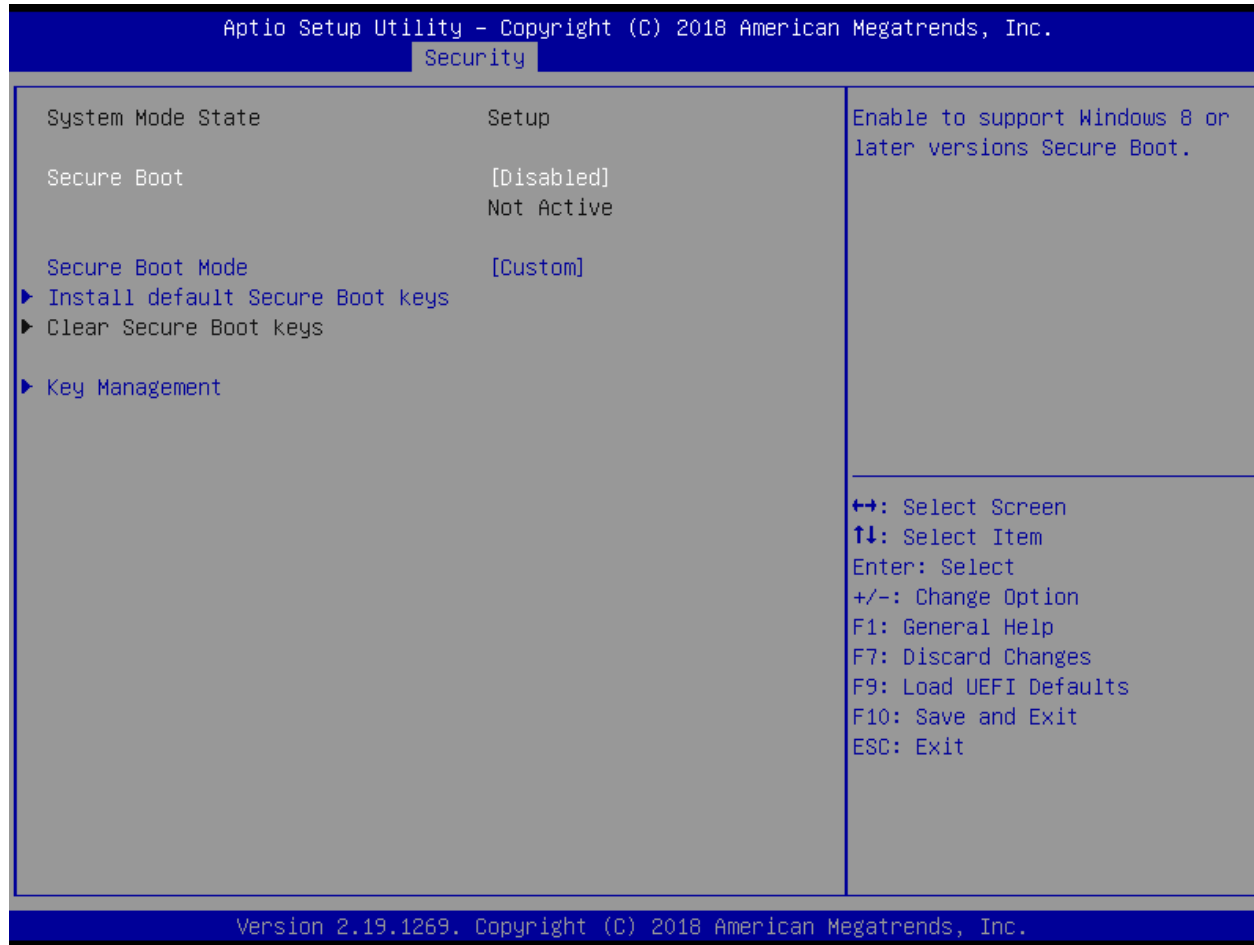 Aptio Setup Utility – Copyright (C) 2018 American Megatrends, Inc.
Security
System Mode State Setup
Secure Boot [Disabled]
Not Active
Secure Boot Mode [Custom]
Install default Secure Boot keys
Clear Secure Boot keys
Key Management
Enable to support Windows 8 or
later versions Secure Boot.
↔: Select Screen
↑↓: Select Item
Enter: Select
+/-: Change Option
F1: General Help
F7: Discard Changes
F9: Load UEFI Defaults
F10: Save and Exit
ESC: Exit
Version 2.19.1269. Copyright (C) 2018 American Megatrends, Inc.